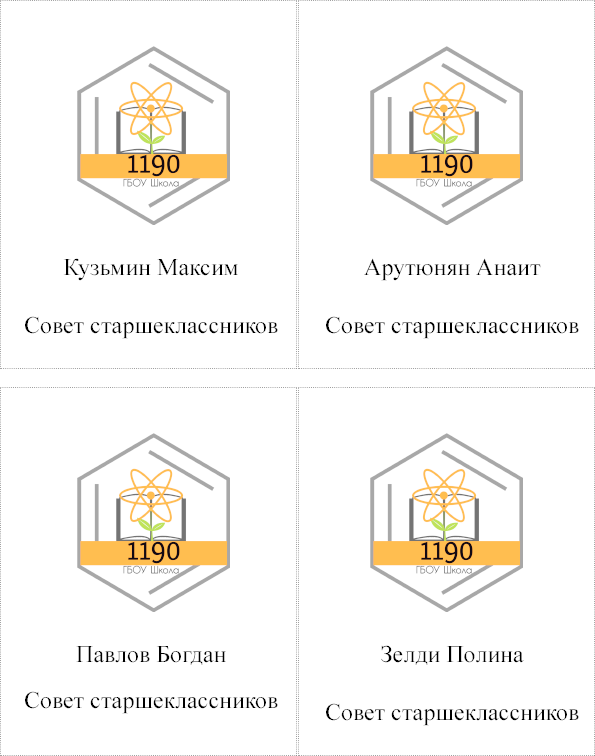 1190
ГБОУ Школа
Кузьмин Максим
Совет старшеклассников
1190
ГБОУ Школа
Арутюнян Анаит
Совет старшеклассников
1190
ГБОУ Школа
Павлов Богдан
Совет старшеклассников
1190
ГБОУ Школа
Зелди Полина
Совет старшеклассников